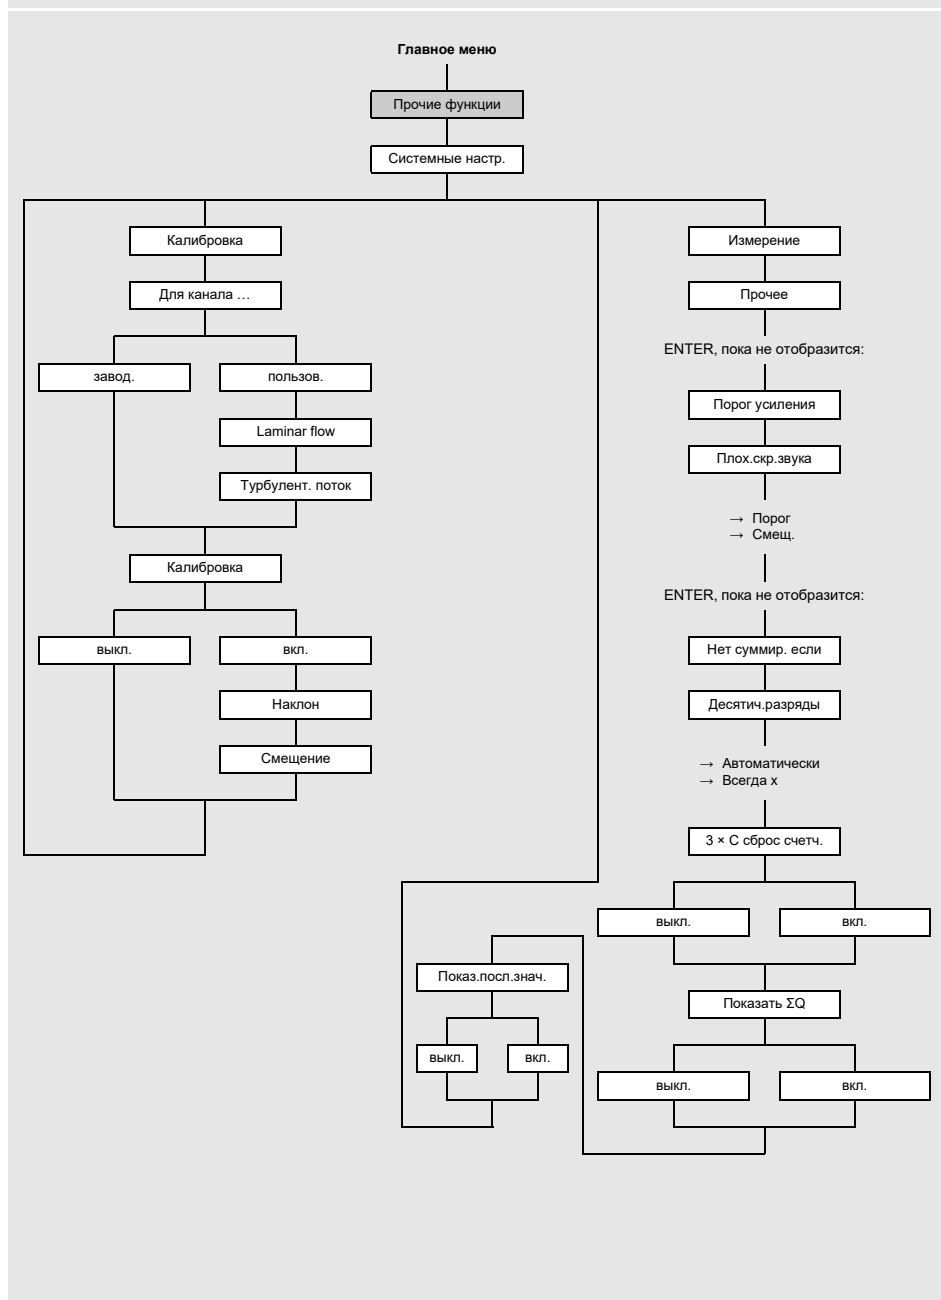 Главное меню
Прочие функции
Системные настр.
Калибровка
Для канала …
завод.
пользов.
Laminar flow
Турбулент. поток
Калибровка
выкл.
вкл.
Наклон
Смещение
Измерение
Прочее
ENTER, пока не отобразится:
Порог усиления
Плох.скр.звука
→ Порог
→ Смещ.
ENTER, пока не отобразится:
Нет суммир. если
Десятич.разряды
→ Автоматически
→ Всегда x
3 × C сброс счетч.
выкл.
вкл.
Показать ΣQ
выкл.
вкл.
Показ.посл.знач.
выкл.
вкл.